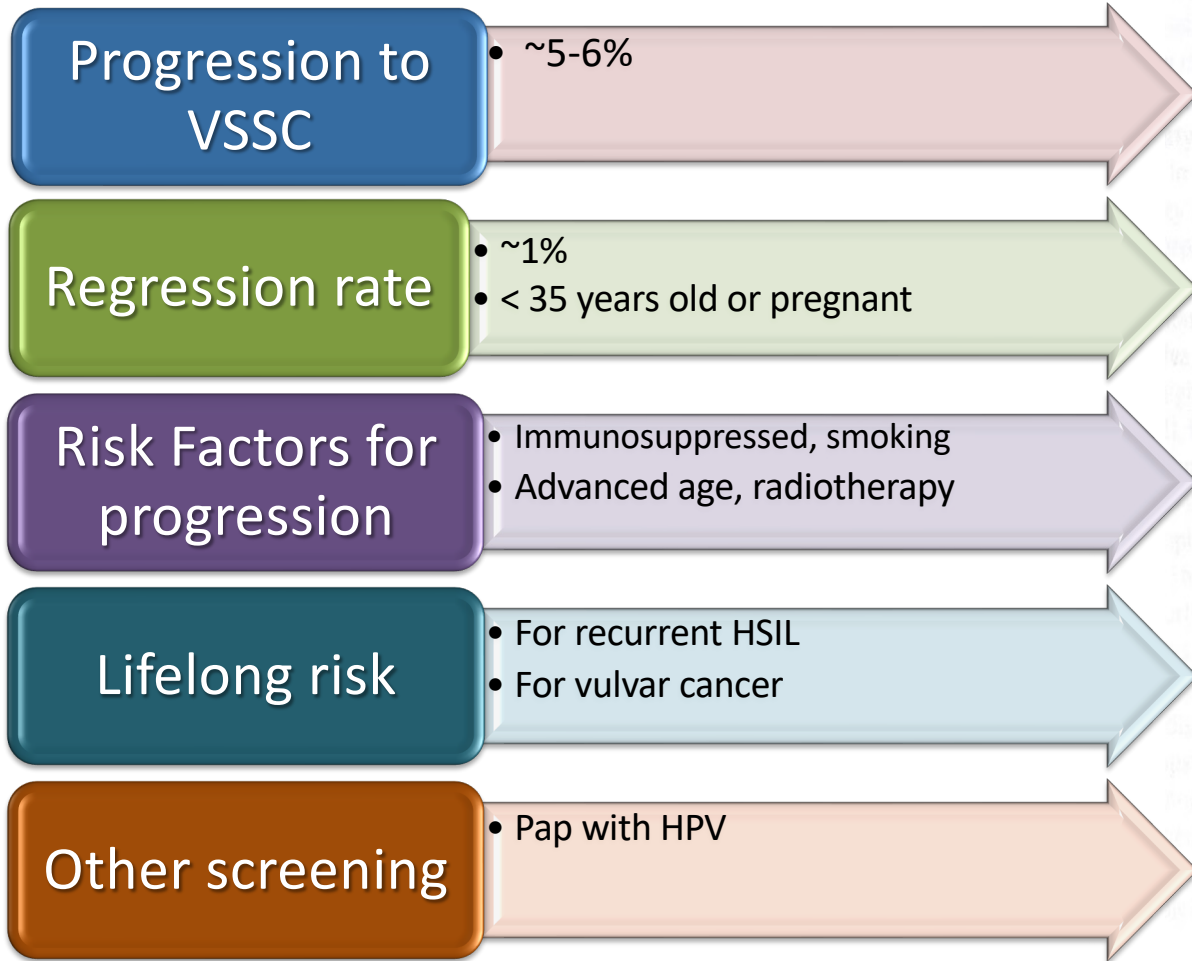 Progression to
VSSC
• ~5-6%
Regression rate
• ~1%
• < 35 years old or pregnant
Risk Factors for
progression
• Immunosuppressed, smoking
• Advanced age, radiotherapy
Lifelong risk
• For recurrent HSIL
• For vulvar cancer
Other screening
• Pap with HPV